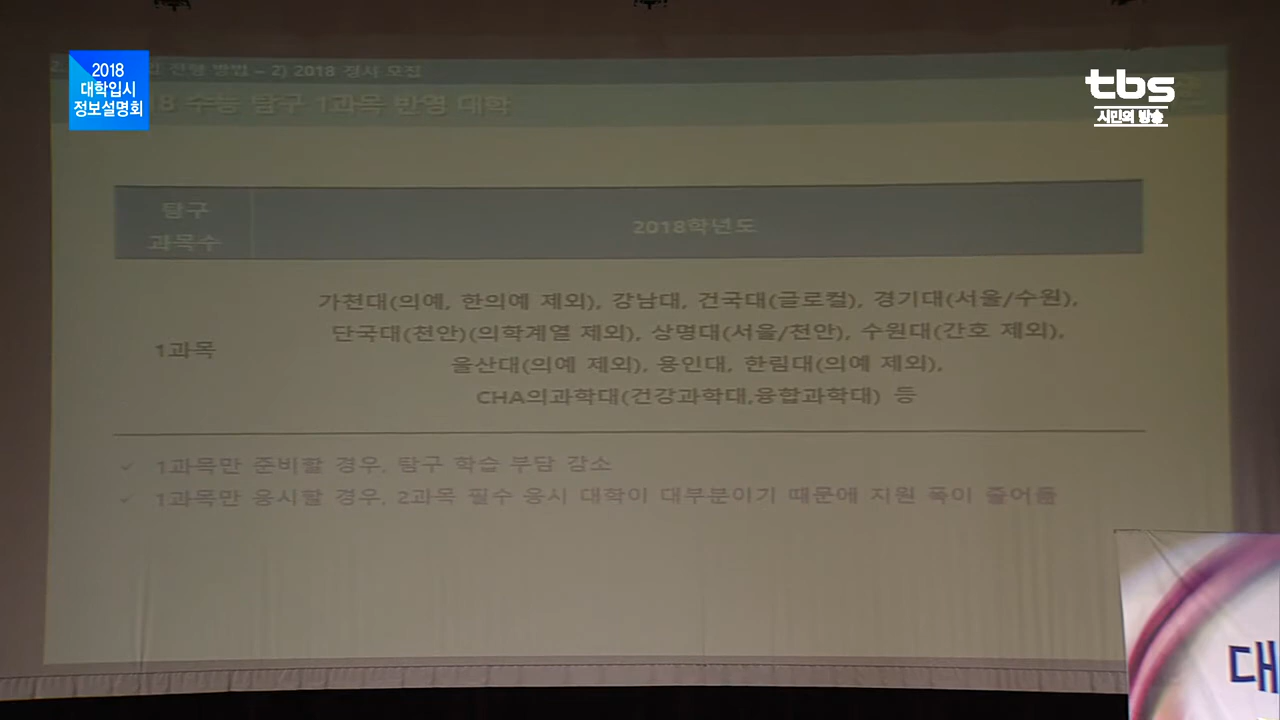 2018
대학입시
정보설명회
tbs
시민의 방송
전형 방법 – 2) 2018 정시 모집
18 수능 탐구 1과목 반영 대학
탐구
과목수
2018학년도
1과목
가천대(의예, 한의예 제외), 강남대, 건국대(글로컬), 경기대(서울/수원),
단국대(천안)(의학계열 제외), 상명대(서울/천안), 수원대(간호 제외),
울산대(의예 제외), 용인대, 한림대(의예 제외),
CHA의과학대(건강과학대,융합과학대) 등
✓ 1과목만 준비할 경우, 탐구 학습 부담 감소
✓ 1과목만 응시할 경우, 2과목 필수 응시 대학이 대부분이기 때문에 지원 폭이 줄어듦
대